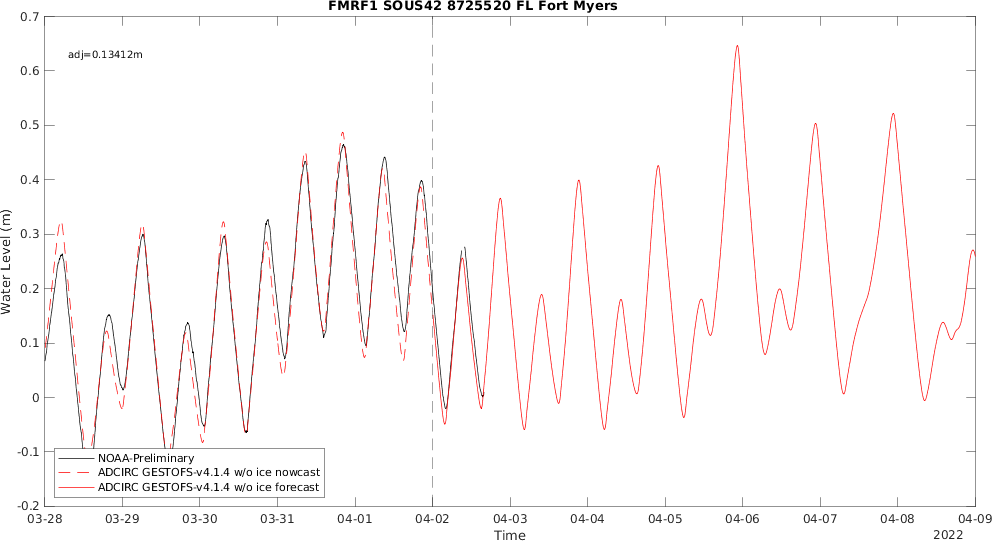 FMRF1 SOUS42 8725520 FL Fort Myers
adj=0.13412m
Water Level (m)
0.7
0.6
0.5
0.4
0.3
0.2
0.1
0
-0.1
-0.2
NOAA-Preliminary
ADCIRC GESTOFS-v4.1.4 w/o ice nowcast
ADCIRC GESTOFS-v4.1.4 w/o ice forecast
03-28 03-29 03-30 03-31 04-01 04-02 04-03 04-04 04-05 04-06 04-07 04-08 04-09
Time
2022